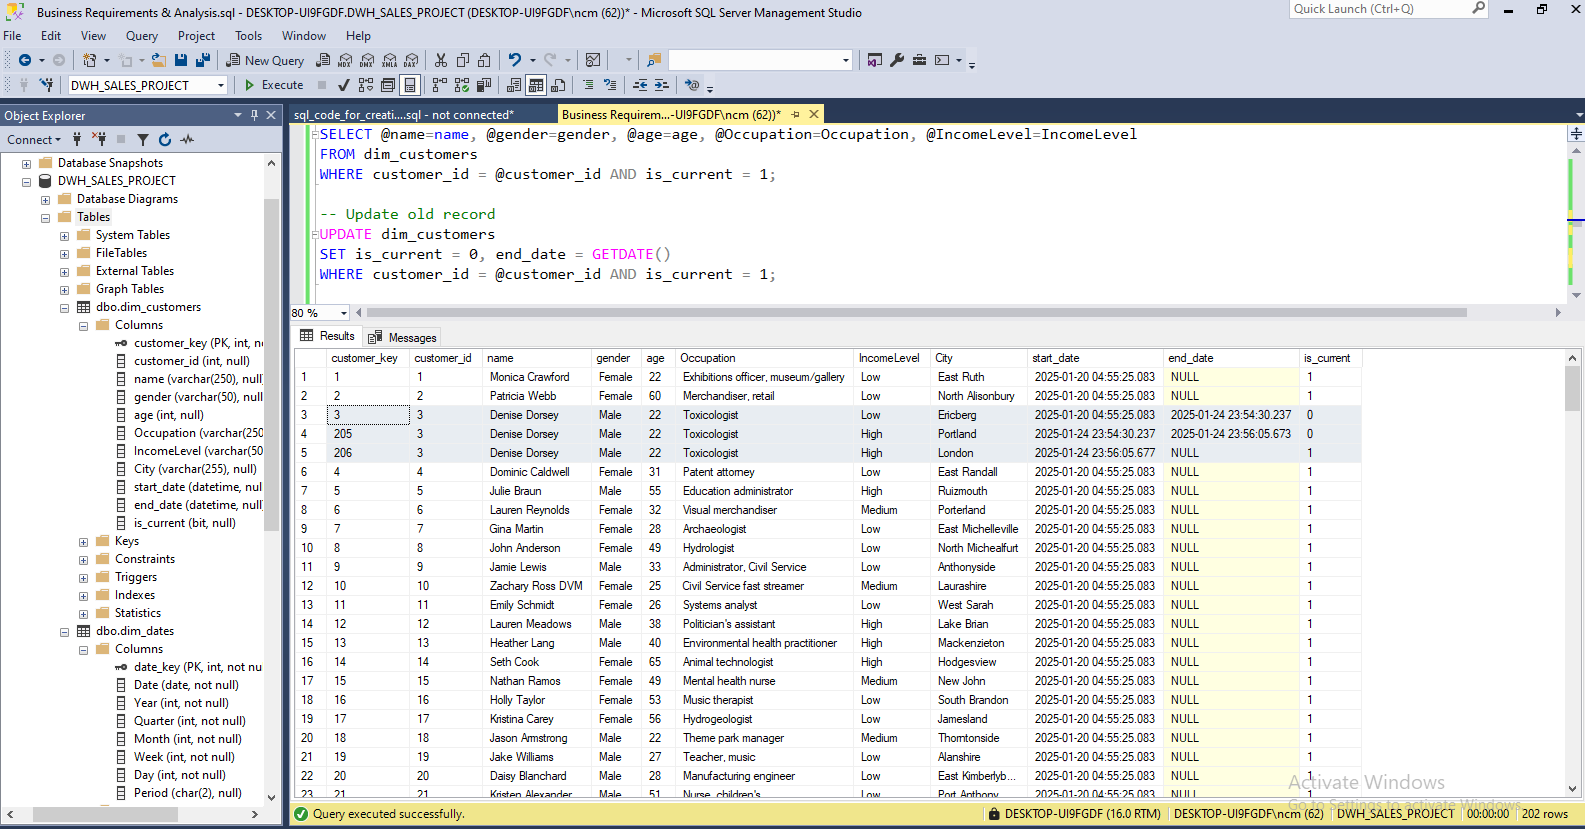 Business Requirements & Analysis.sql - DESKTOP-UI9FGDF.DWH_SALES_PROJECT (DESKTOP-UI9FGDF\ncm (62))* - Microsoft SQL Server Management Studio
Quick Launch (Ctrl+Q)
File Edit View Query Project Tools Window Help
New Query
DWH_SALES_PROJECT Execute
Object Explorer
Connect
Database Snapshots
DWH_SALES_PROJECT
Database Diagrams
Tables
System Tables
FileTables
External Tables
Graph Tables
dbo.dim_customers
Columns
customer_key (PK, int, n
customer_id (int, null)
name (varchar(250), null
gender (varchar(50), null
age (int, null)
Occupation (varchar(250
IncomeLevel (varchar(50
City (varchar(255), null)
start_date (datetime, nul
end_date (datetime, null
is_current (bit, null)
Keys
Constraints
Triggers
Indexes
Statistics
dbo.dim_dates
Columns
date_key (PK, int, not nu
Date (date, not null)
Year (int, not null)
Quarter (int, not null)
Month (int, not null)
Week (int, not null)
Day (int, not null)
Period (char(2), null)
sql_code_for_creati....sql - not connected*
Business Requirem...-UI9FGDF\ncm (62))*
SELECT @name=name, @gender=gender, @age=age, @Occupation=Occupation, @IncomeLevel=IncomeLevel
FROM dim_customers
WHERE customer_id = @customer_id AND is_current = 1;
-- Update old record
UPDATE dim_customers
SET is_current = 0, end_date = GETDATE()
WHERE customer_id = @customer_id AND is_current = 1;
80 %
Results Messages
customer_key customer_id name gender age Occupation IncomeLevel City start_date end_date is_current
1 1 1 Monica Crawford Female 22 Exhibitions officer, museum/gallery Low East Ruth 2025-01-20 04:55:25.083 NULL 1
2 2 2 Patricia Webb Female 60 Merchandiser, retail Low North Alisonbury 2025-01-20 04:55:25.083 NULL 1
3 3 3 Denise Dorsey Male 22 Toxicologist Low Ericberg 2025-01-20 04:55:25.083 2025-01-24 23:54:30.237 0
4 205 3 Denise Dorsey Male 22 Toxicologist High Portland 2025-01-24 23:54:30.237 2025-01-24 23:56:05.673 0
5 206 3 Denise Dorsey Male 22 Toxicologist High London 2025-01-24 23:56:05.677 NULL 1
6 4 4 Dominic Caldwell Female 31 Patent attorney Low East Randall 2025-01-20 04:55:25.083 NULL 1
7 5 5 Julie Braun Male 55 Education administrator High Ruizmouth 2025-01-20 04:55:25.083 NULL 1
8 6 6 Lauren Reynolds Female 32 Visual merchandiser Medium Porterland 2025-01-20 04:55:25.083 NULL 1
9 7 7 Gina Martin Female 28 Archaeologist Low East Michelleville 2025-01-20 04:55:25.083 NULL 1
10 8 8 John Anderson Female 49 Hydrologist Low North Michealfurt 2025-01-20 04:55:25.083 NULL 1
11 9 9 Jamie Lewis Male 33 Administrator, Civil Service Low Anthonyside 2025-01-20 04:55:25.083 NULL 1
12 10 10 Zachary Ross DVM Female 25 Civil Service fast streamer Medium Laurashire 2025-01-20 04:55:25.083 NULL 1
13 11 11 Emily Schmidt Female 26 Systems analyst Low West Sarah 2025-01-20 04:55:25.083 NULL 1
14 12 12 Lauren Meadows Male 38 Politician's assistant High Lake Brian 2025-01-20 04:55:25.083 NULL 1
15 13 13 Heather Lang Male 40 Environmental health practitioner High Mackenzieton 2025-01-20 04:55:25.083 NULL 1
16 14 14 Seth Cook Female 65 Animal technologist High Hodgesview 2025-01-20 04:55:25.083 NULL 1
17 15 15 Nathan Ramos Female 49 Mental health nurse Medium New John 2025-01-20 04:55:25.083 NULL 1
18 16 16 Holly Taylor Female 53 Music therapist Low South Brandon 2025-01-20 04:55:25.083 NULL 1
19 17 17 Kristina Carey Female 56 Hydrogeologist Low Jamesland 2025-01-20 04:55:25.083 NULL 1
20 18 18 Jason Armstrong Male 22 Theme park manager Medium Thorntonside 2025-01-20 04:55:25.083 NULL 1
21 19 19 Jake Williams Male 27 Teacher, music Low Alanshire 2025-01-20 04:55:25.083 NULL 1
22 20 20 Daisy Blanchard Male 28 Manufacturing engineer Low East Kimberlyb... 2025-01-20 04:55:25.083 NULL 1
23 21 21 Kristen Alexander Male 51 Nurse, children's Low Port Anthony 2025-01-20 04:55:25.083 NULL 1
Activate Windows
Go to Settings to activate Windows.
Query executed successfully. DESKTOP-UI9FGDF (16.0 RTM) DESKTOP-UI9FGDF\ncm (62) DWH_SALES_PROJECT 00:00:00 202 rows